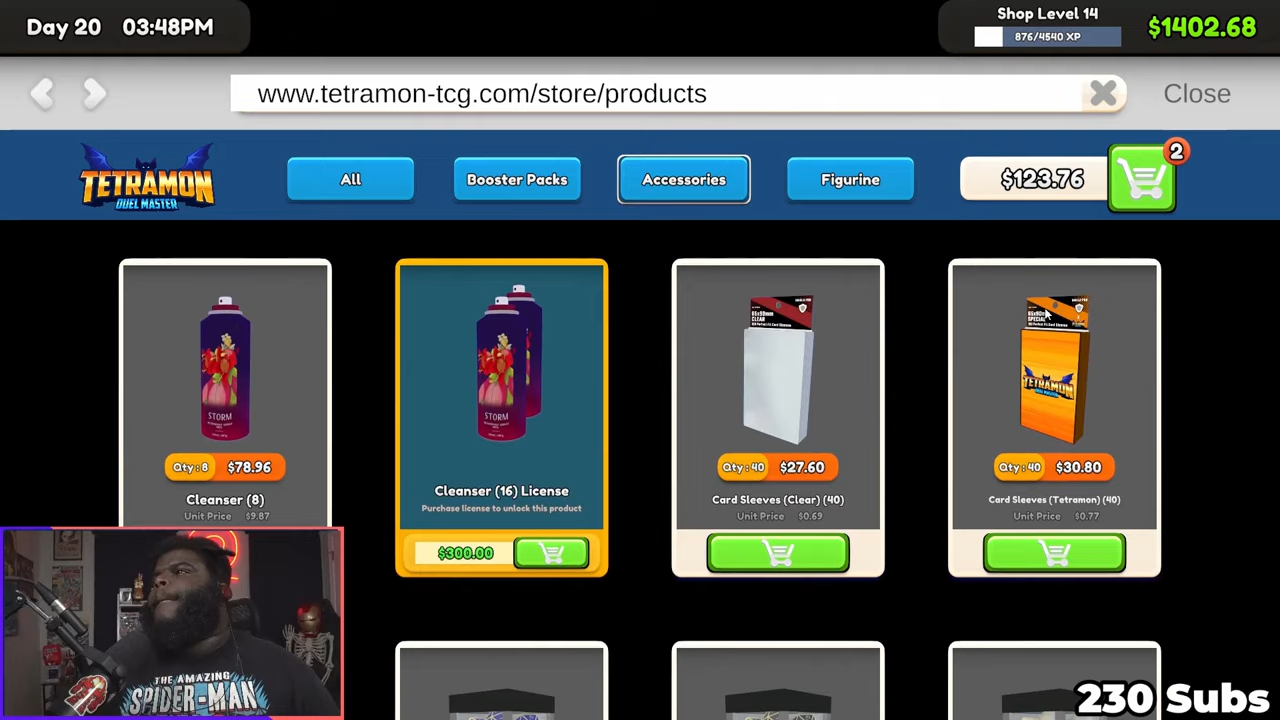 Day 20 03:48PM
Shop Level 14
876/4540 XP
$1402.68
www.tetramon-tcg.com/store/products
Close
TETRAMON
DUEL MASTER
All
Booster Packs
Accessories
Figurine
$123.76
2
STORM
Qty: 8 $78.96
Cleanser (8)
Unit Price $9.87
STORM
Cleanser (16) License
Purchase license to unlock this product
$300.00
65x90mm
CLEAR
Qty: 40 $27.60
Card Sleeves (Clear) (40)
Unit Price $0.69
65x90mm
SPECIAL
TETRAMON
Qty: 40 $30.80
Card Sleeves (Tetramon) (40)
Unit Price $0.77
THE AMAZING
SPIDER-MAN
230 Subs